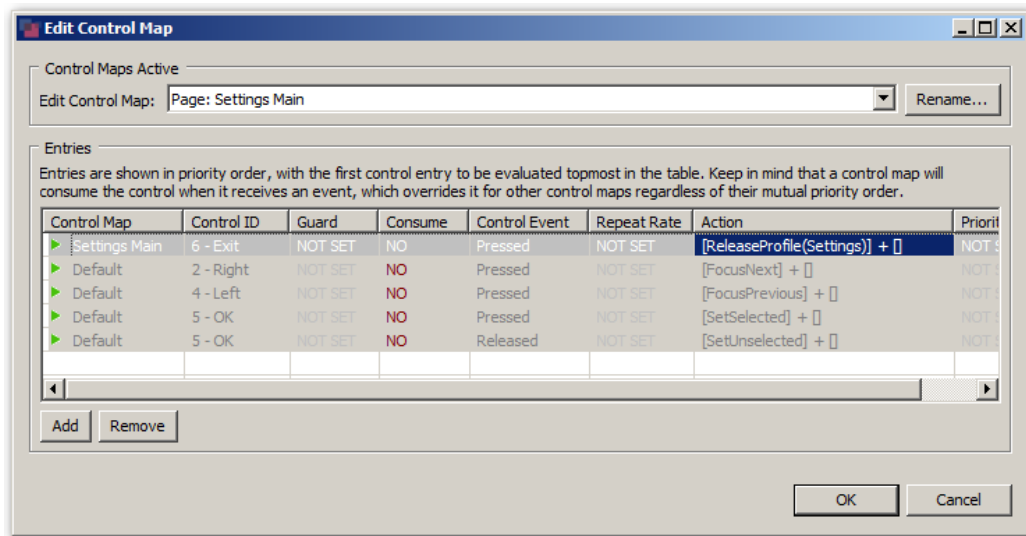 Edit Control Map
Control Maps Active
Edit Control Map: Page: Settings Main Rename...
Entries
Entries are shown in priority order, with the first control entry to be evaluated topmost in the table. Keep in mind that a control map will
consume the control when it receives an event, which overrides it for other control maps regardless of their mutual priority order.
Control Map Control ID Guard Consume Control Event Repeat Rate Action Priorit
Settings Main 6 - Exit NOT SET NO Pressed NOT SET [ReleaseProfile(Settings)] + [] NOT S
Default 2 - Right NOT SET NO Pressed NOT SET [FocusNext] + [] NOT S
Default 4 - Left NOT SET NO Pressed NOT SET [FocusPrevious] + [] NOT S
Default 5 - OK NOT SET NO Pressed NOT SET [SetSelected] + [] NOT S
Default 5 - OK NOT SET NO Released NOT SET [SetUnselected] + [] NOT S
Add Remove
OK Cancel